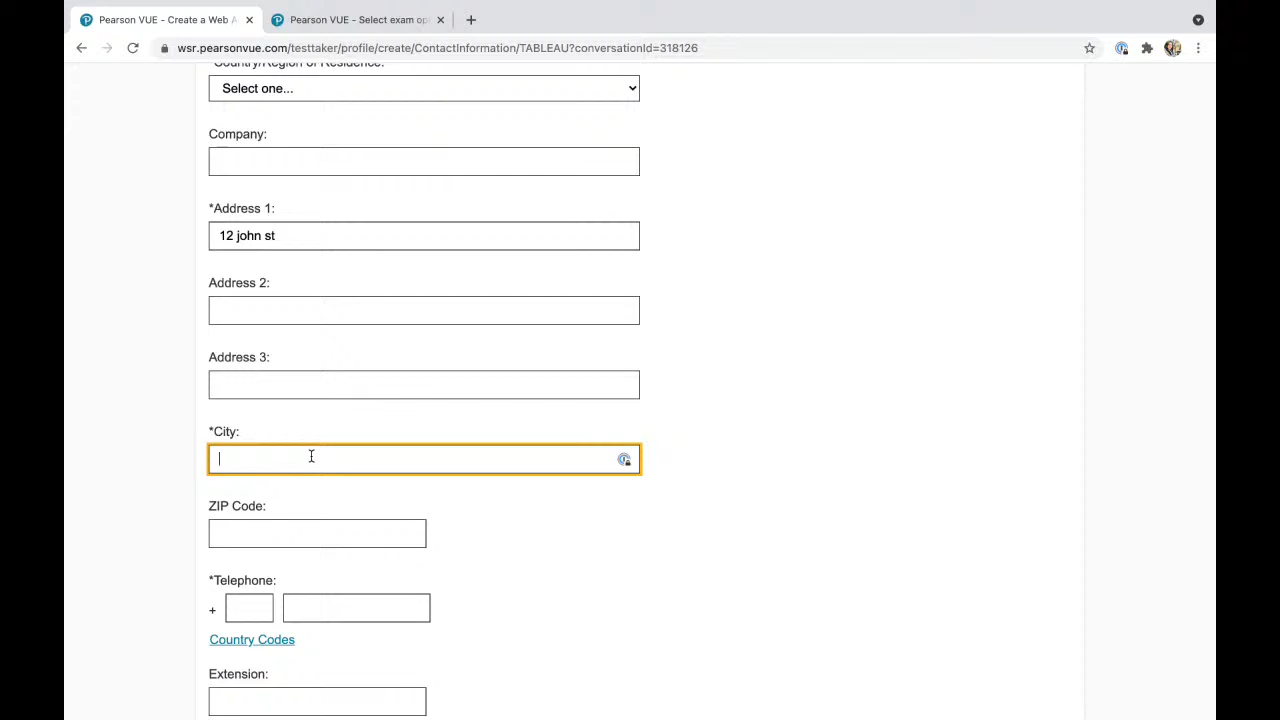 Pearson VUE - Create a Web A
Pearson VUE - Select exam op
wsr.pearsonvue.com/testtaker/profile/create/ContactInformation/TABLEAU?conversationId=318126
*Country/Region of Residence:
Select one...
Company:
*Address 1:
12 john st
Address 2:
Address 3:
*City:
ZIP Code:
*Telephone:
+
Country Codes
Extension: